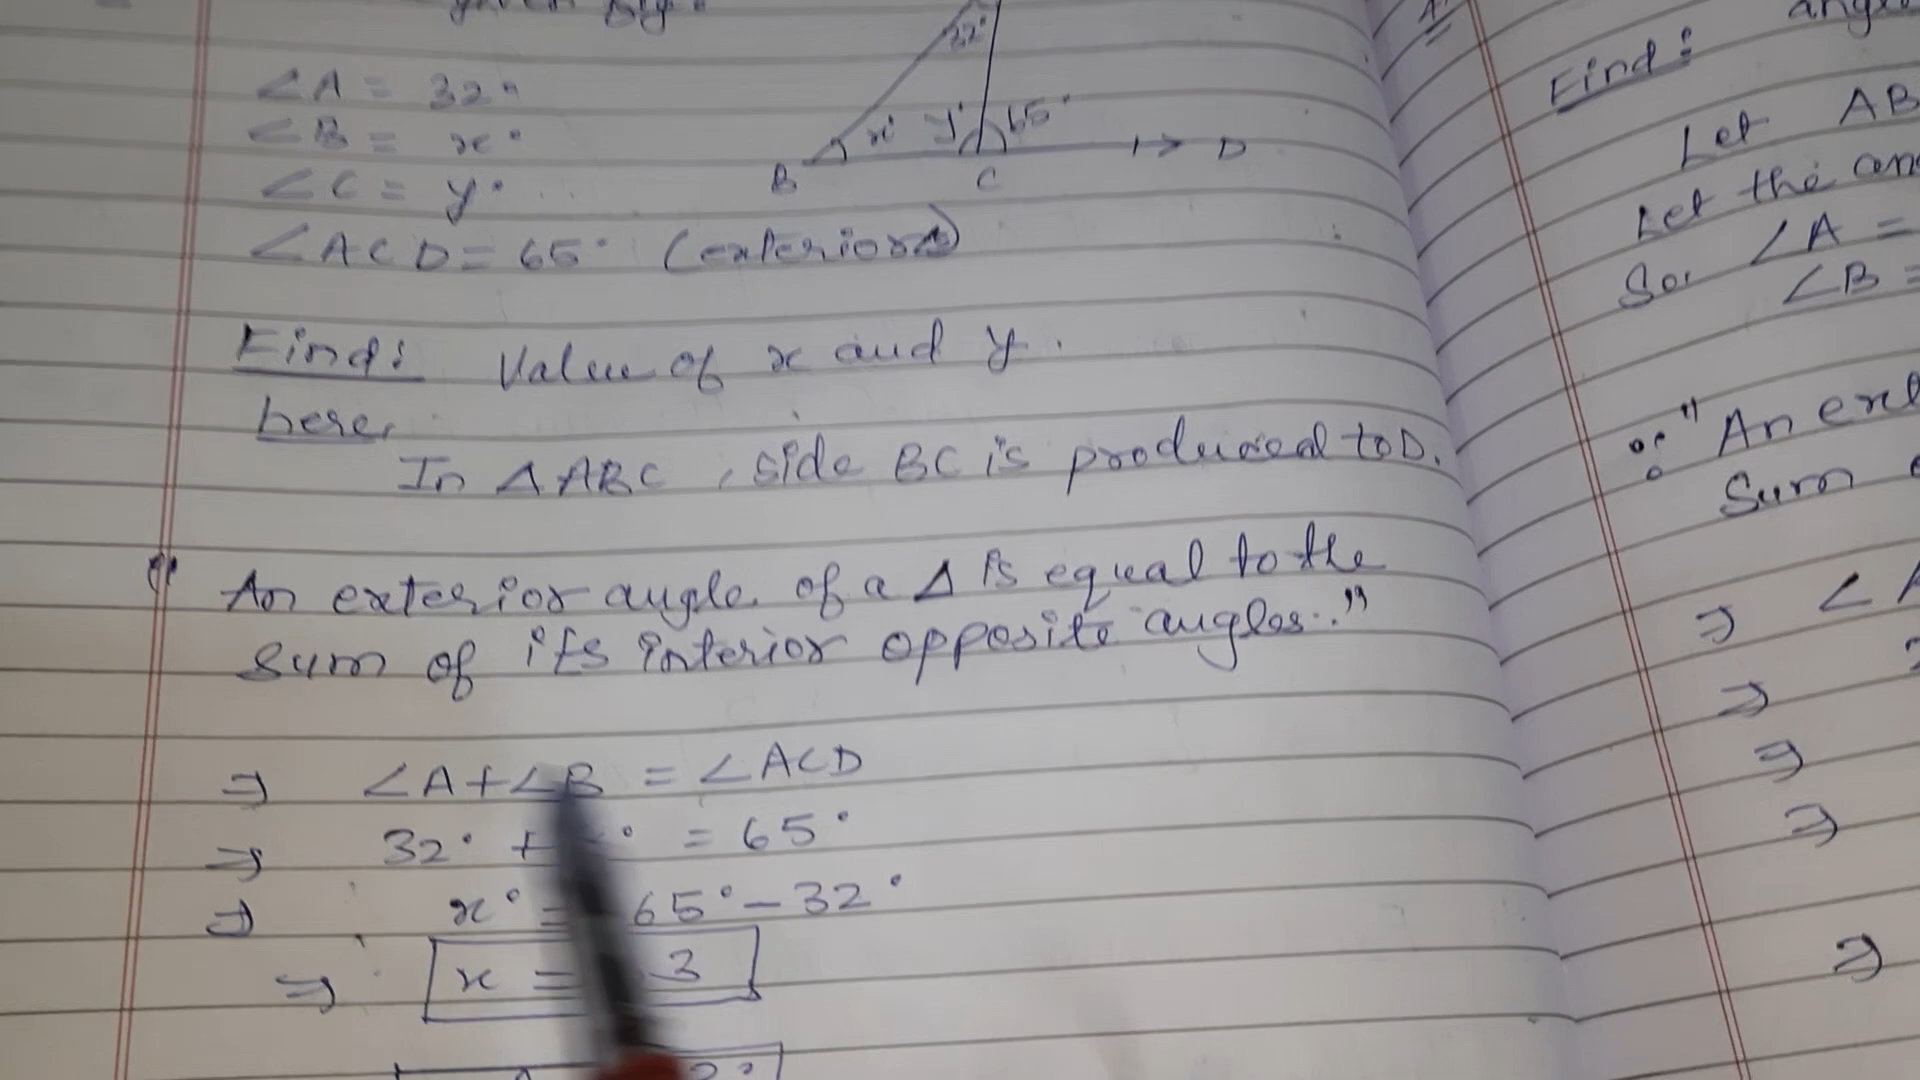 given by:
∠A = 32°
∠B = x°
∠C = y°
∠ACD = 65° (exterior)
32°
x° y° 65°
B C D
Find: Value of x and y.
here,
In △ABC, side BC is produced to D.
" An exterior angle of a △ is equal to the
sum of its interior opposite angles."
⇒ ∠A+∠B = ∠ACD
⇒ 32° + ° = 65°
⇒ x° = 65° – 32°
⇒ x = 3
Find:
Let AB
Let the
So, ∠A =
∠B =
∵ "An
Sum
⇒ ∠A
⇒
⇒
⇒
⇒